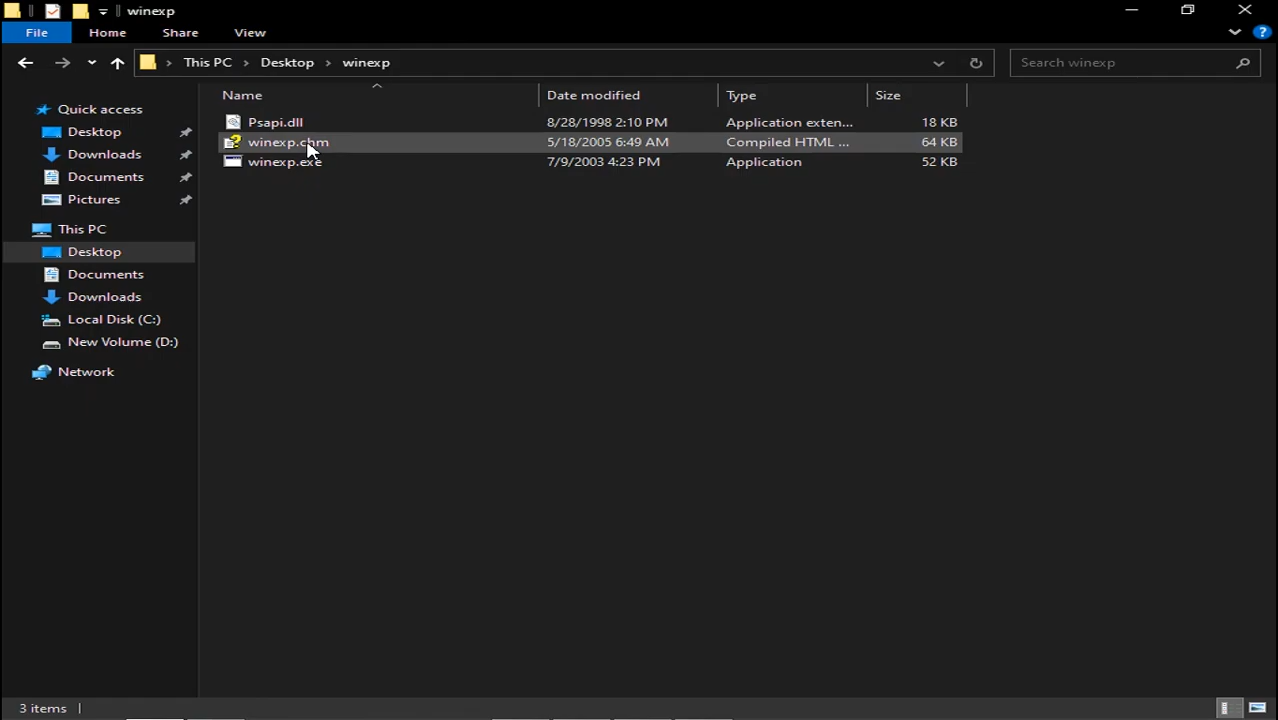 winexp
File Home Share View
This PC Desktop winexp Search winexp
Name Date modified Type Size
Quick access
Desktop
Downloads
Documents
Pictures
This PC
Desktop
Documents
Downloads
Local Disk (C:)
New Volume (D:)
Network
Psapi.dll 8/28/1998 2:10 PM Application exten... 18 KB
winexp.chm 5/18/2005 6:49 AM Compiled HTML ... 64 KB
winexp.exe 7/9/2003 4:23 PM Application 52 KB
3 items